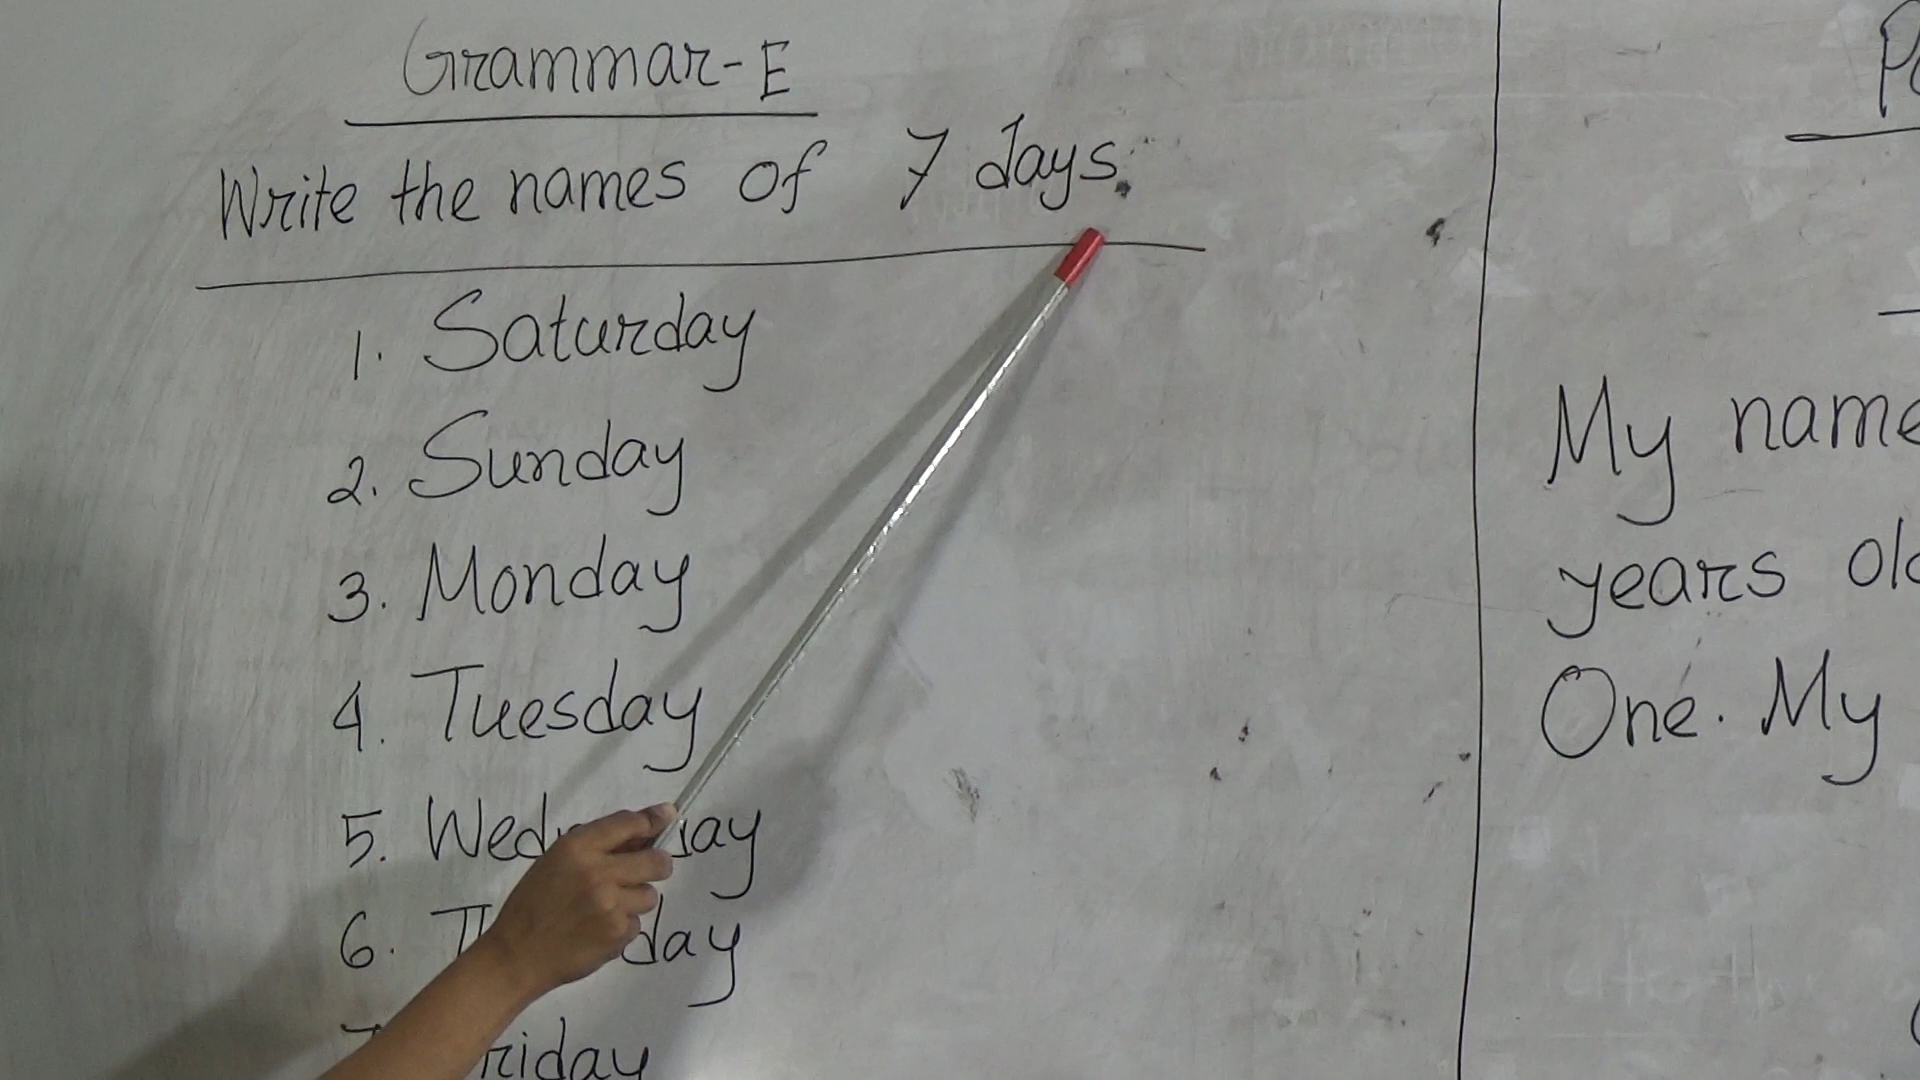 Grammar-E
Write the names of 7 days.
1. Saturday
2. Sunday
3. Monday
4. Tuesday
5.
6.
My name
years
One. My